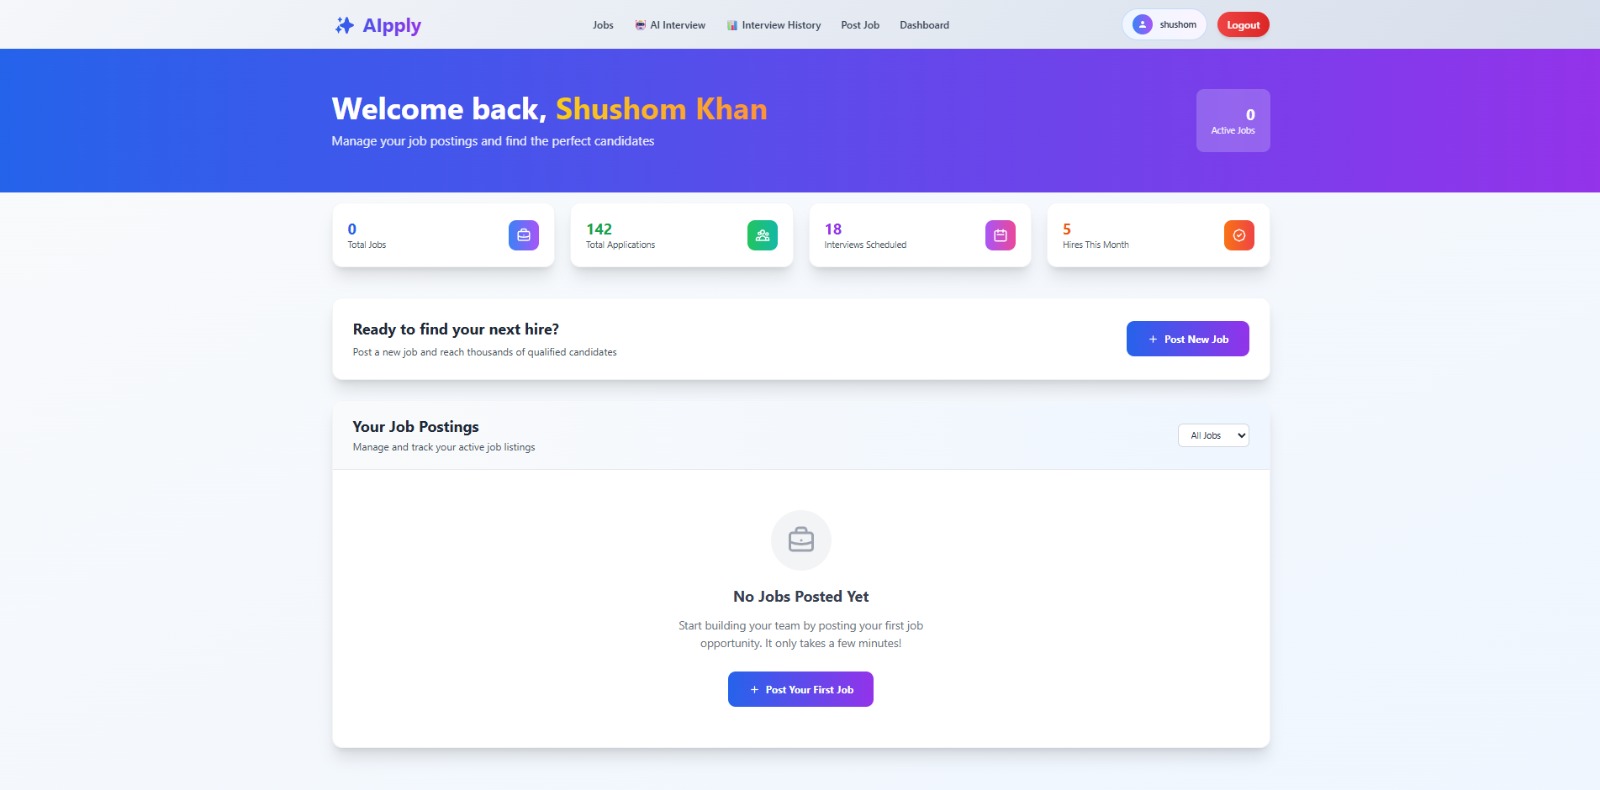 AIpply
Jobs
AI Interview
Interview History
Post Job
Dashboard
shushom
Logout
Welcome back, Shushom Khan
Manage your job postings and find the perfect candidates
0
Active Jobs
0
Total Jobs
142
Total Applications
18
Interviews Scheduled
5
Hires This Month
Ready to find your next hire?
Post a new job and reach thousands of qualified candidates
+ Post New Job
Your Job Postings
Manage and track your active job listings
All Jobs
No Jobs Posted Yet
Start building your team by posting your first job
opportunity. It only takes a few minutes!
+ Post Your First Job